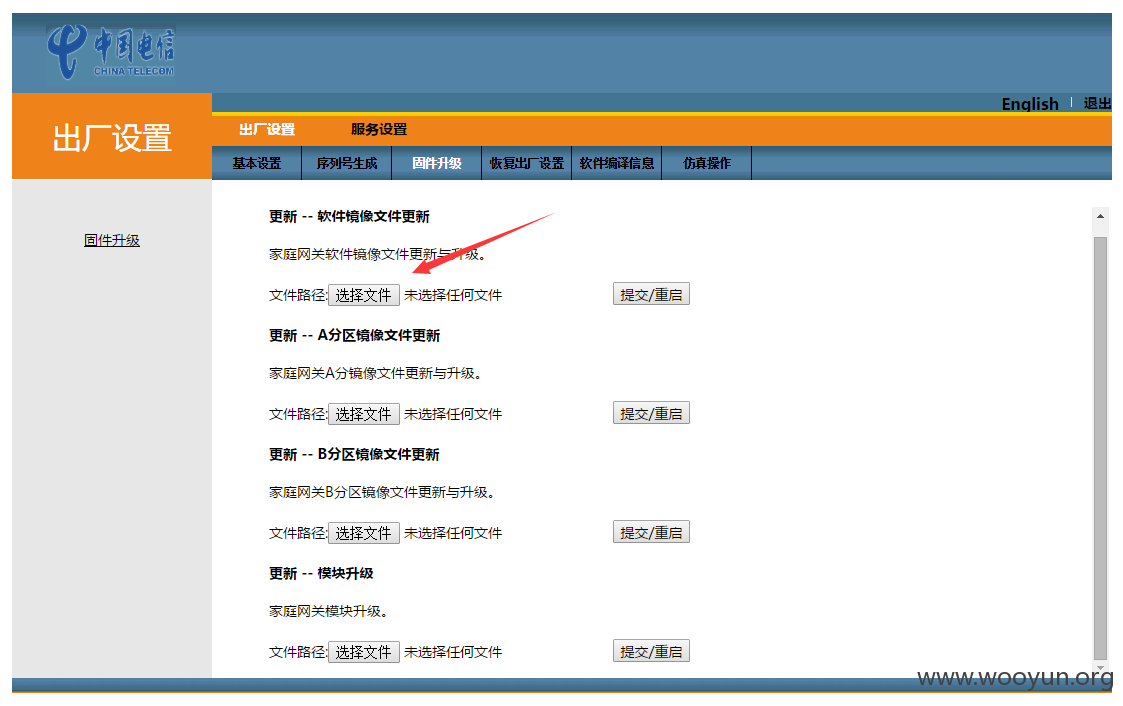 中国电信
CHINA TELECOM
English 退出
出厂设置
出厂设置 服务设置
基本设置 序列号生成 固件升级 恢复出厂设置 软件编译信息 仿真操作
固件升级
更新 -- 软件镜像文件更新
家庭网关软件镜像文件更新与升级。
文件路径:选择文件 未选择任何文件 提交/重启
更新 -- A分区镜像文件更新
家庭网关A分镜像文件更新与升级。
文件路径:选择文件 未选择任何文件 提交/重启
更新 -- B分区镜像文件更新
家庭网关B分区镜像文件更新与升级。
文件路径:选择文件 未选择任何文件 提交/重启
更新 -- 模块升级
家庭网关模块升级。
文件路径:选择文件 未选择任何文件 提交/重启
www.wooyun.org